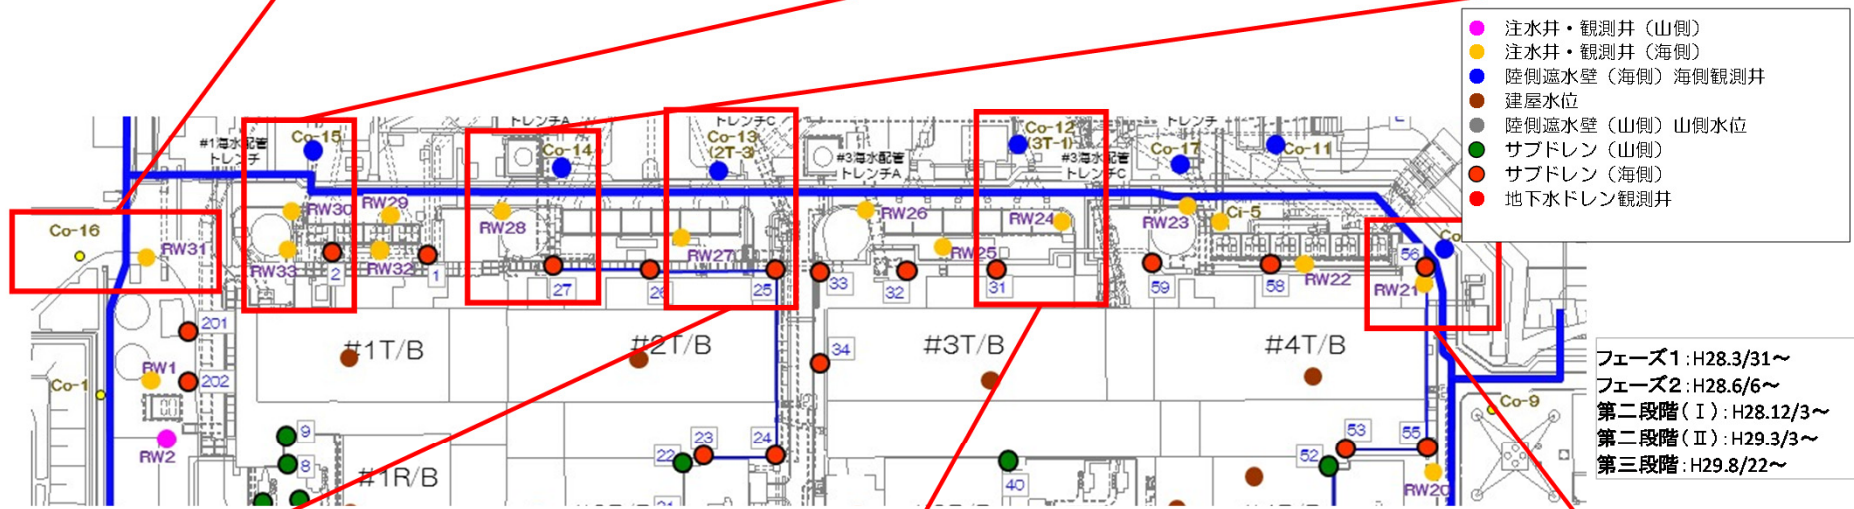 注水井・観測井（山側）
注水井・観測井（海側）
陸側遮水壁（海側）海側観測井
建屋水位
陸側遮水壁（山側）山側水位
サブドレン（山側）
サブドレン（海側）
地下水ドレン観測井
#1海水配管
トレンチ
Co-15
トレンチA
Co-14
トレンチC
Co-13
(2T-3)
#3海水配管
トレンチA
Co-12
(3T-1)
#3海水配管
トレンチC
トレンチ
Co-17
Co-11
Co-16
RW31
RW30
RW29
RW28
RW27
RW26
RW25
RW24
RW23
Ci-5
RW22
RW21
56
RW33
2
RW32
1
27
26
25
33
32
31
59
58
201
202
RW1
Co-1
RW2
#1T/B
#2T/B
34
#3T/B
#4T/B
9
8
#1R/B
22
23
24
40
52
53
55
RW20
Co-9
フェーズ1：H28.3/31～
フェーズ2：H28.6/6～
第二段階(Ⅰ)：H28.12/3～
第二段階(Ⅱ)：H29.3/3～
第三段階：H29.8/22～